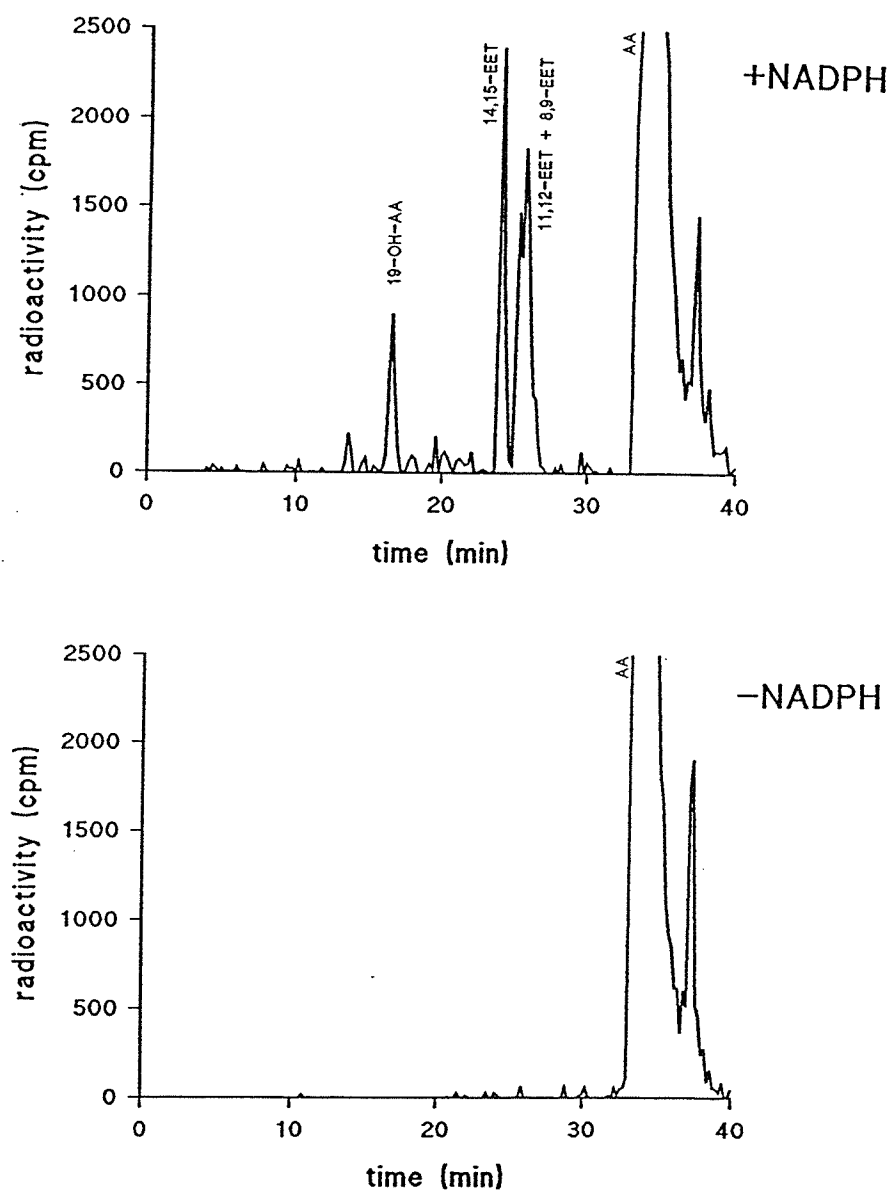 +NADPH
radioactivity (cpm)
2500
2000
1500
1000
500
0
19-OH-AA
14,15-EET
11,12-EET + 8,9-EET
AA
0
10
20
30
40
time (min)
-NADPH
radioactivity (cpm)
2500
2000
1500
1000
500
0
AA
0
10
20
30
40
time (min)